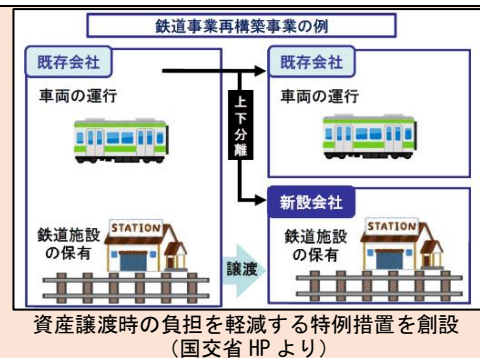 鉄道事業再構築事業の例
既存会社
車両の運行
鉄道施設
の保有
STATION
上下分離
譲渡
既存会社
車両の運行
新設会社
鉄道施設
の保有
STATION
資産譲渡時の負担を軽減する特例措置を創設
（国交省 HP より）